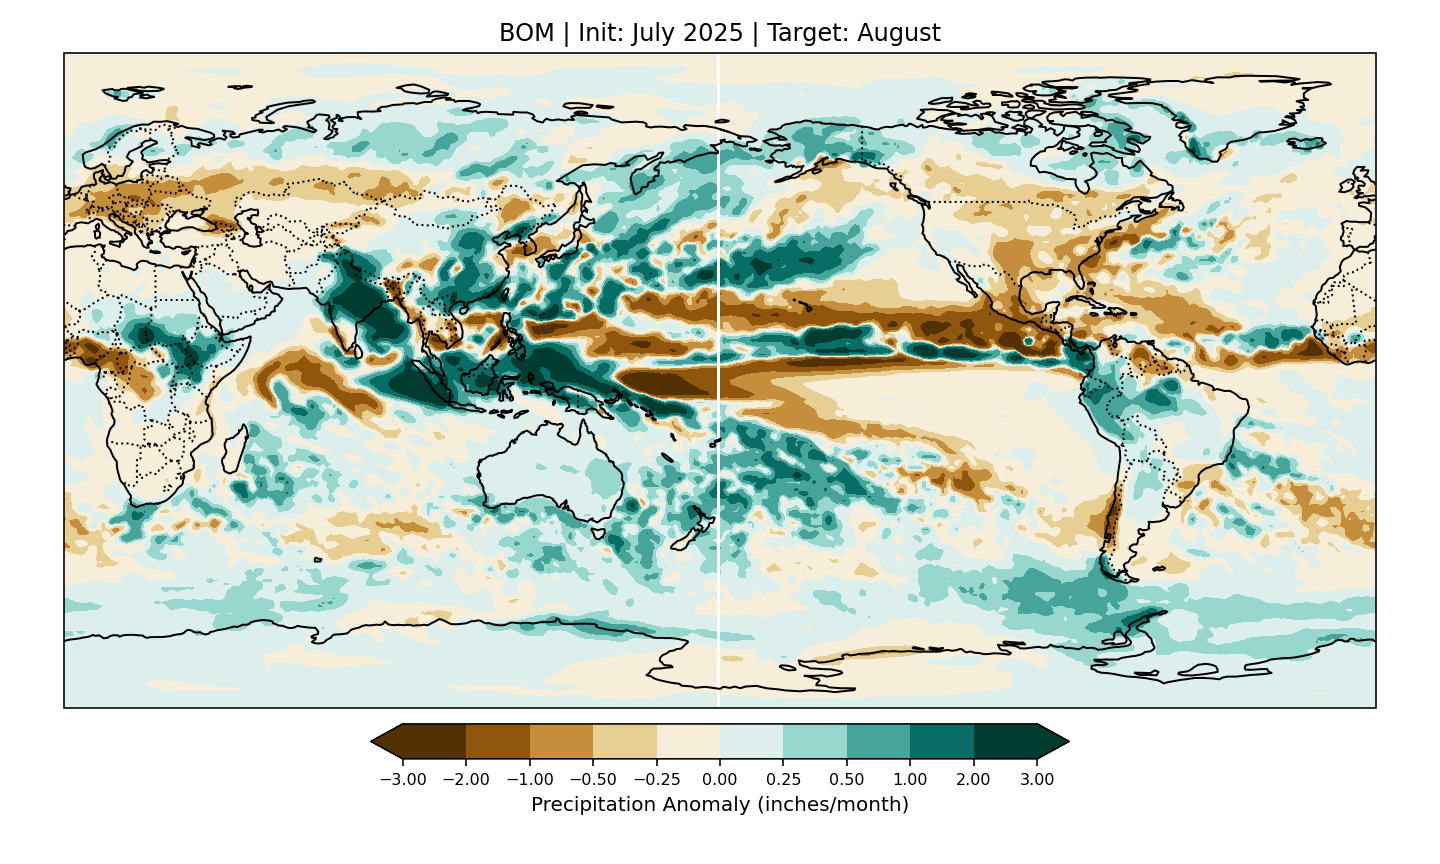 BOM | Init: July 2025 | Target: August
−3.00 −2.00 −1.00 −0.50 −0.25 0.00 0.25 0.50 1.00 2.00 3.00
Precipitation Anomaly (inches/month)